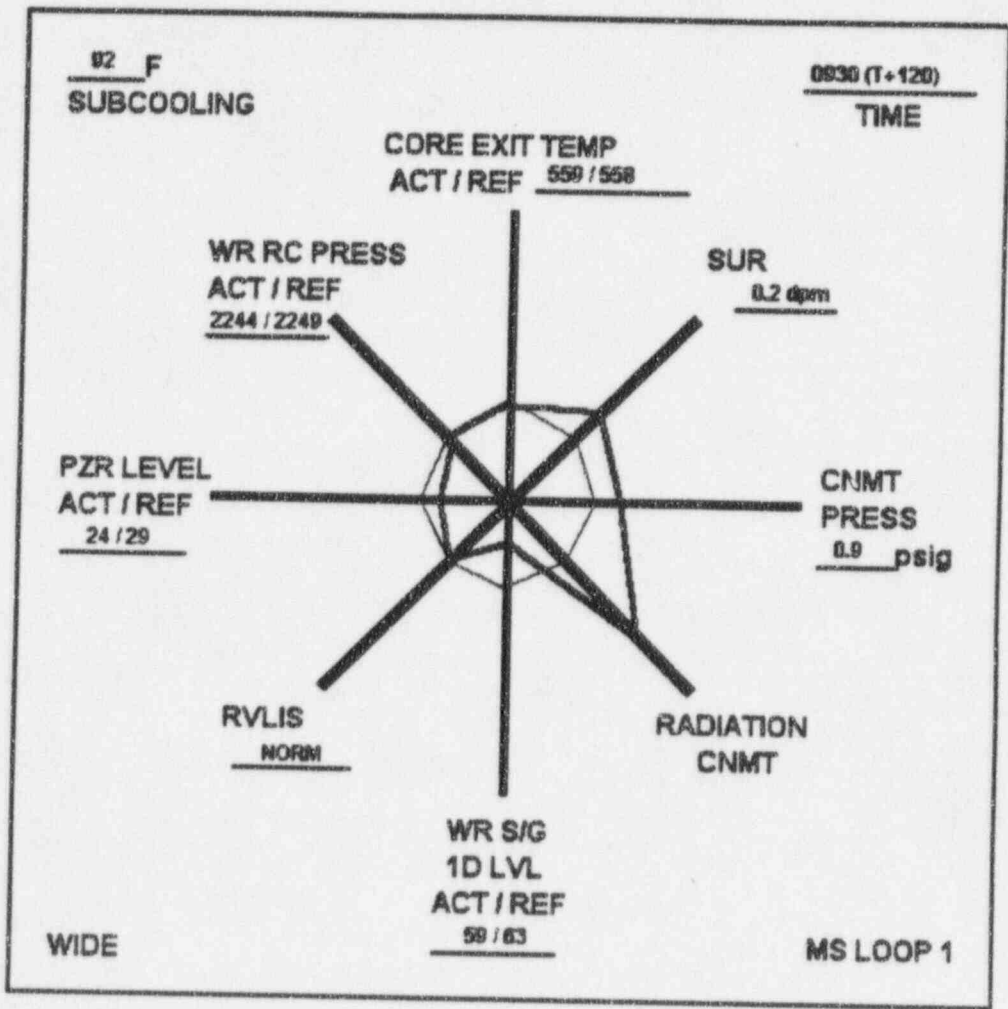 92 F
SUBCOOLING
0930 (T+120)
TIME
CORE EXIT TEMP
ACT / REF 559 / 558
WR RC PRESS
ACT / REF
2244 / 2249
SUR
0.2 dpm
PZR LEVEL
ACT / REF
24 / 29
CNMT
PRESS
0.9 psig
RVLIS
NORM
RADIATION
CNMT
WR S/G
1D LVL
ACT / REF
59 / 63
WIDE
MS LOOP 1